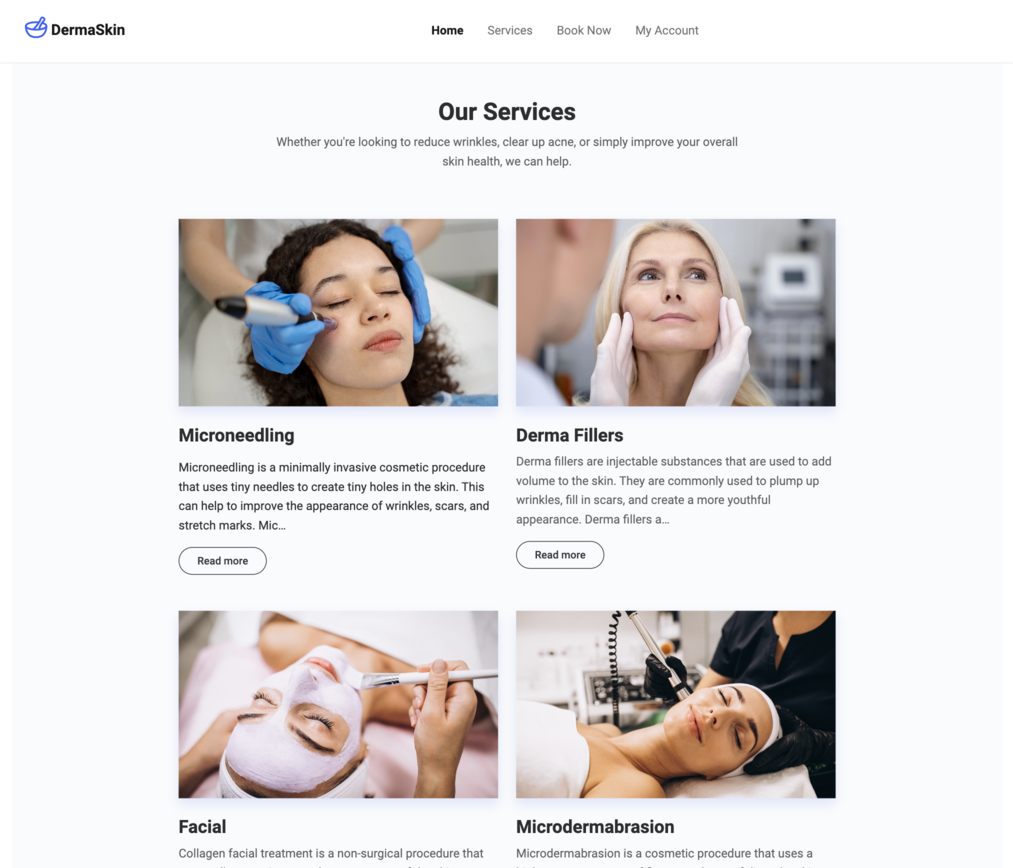 DermaSkin
Home Services Book Now My Account
Our Services
Whether you're looking to reduce wrinkles, clear up acne, or simply improve your overall
skin health, we can help.
Microneedling
Microneedling is a minimally invasive cosmetic procedure
that uses tiny needles to create tiny holes in the skin. This
can help to improve the appearance of wrinkles, scars, and
stretch marks. Mic...
Read more
Derma Fillers
Derma fillers are injectable substances that are used to add
volume to the skin. They are commonly used to plump up
wrinkles, fill in scars, and create a more youthful
appearance. Derma fillers a...
Read more
Facial
Collagen facial treatment is a non-surgical procedure that
Microdermabrasion
Microdermabrasion is a cosmetic procedure that uses a